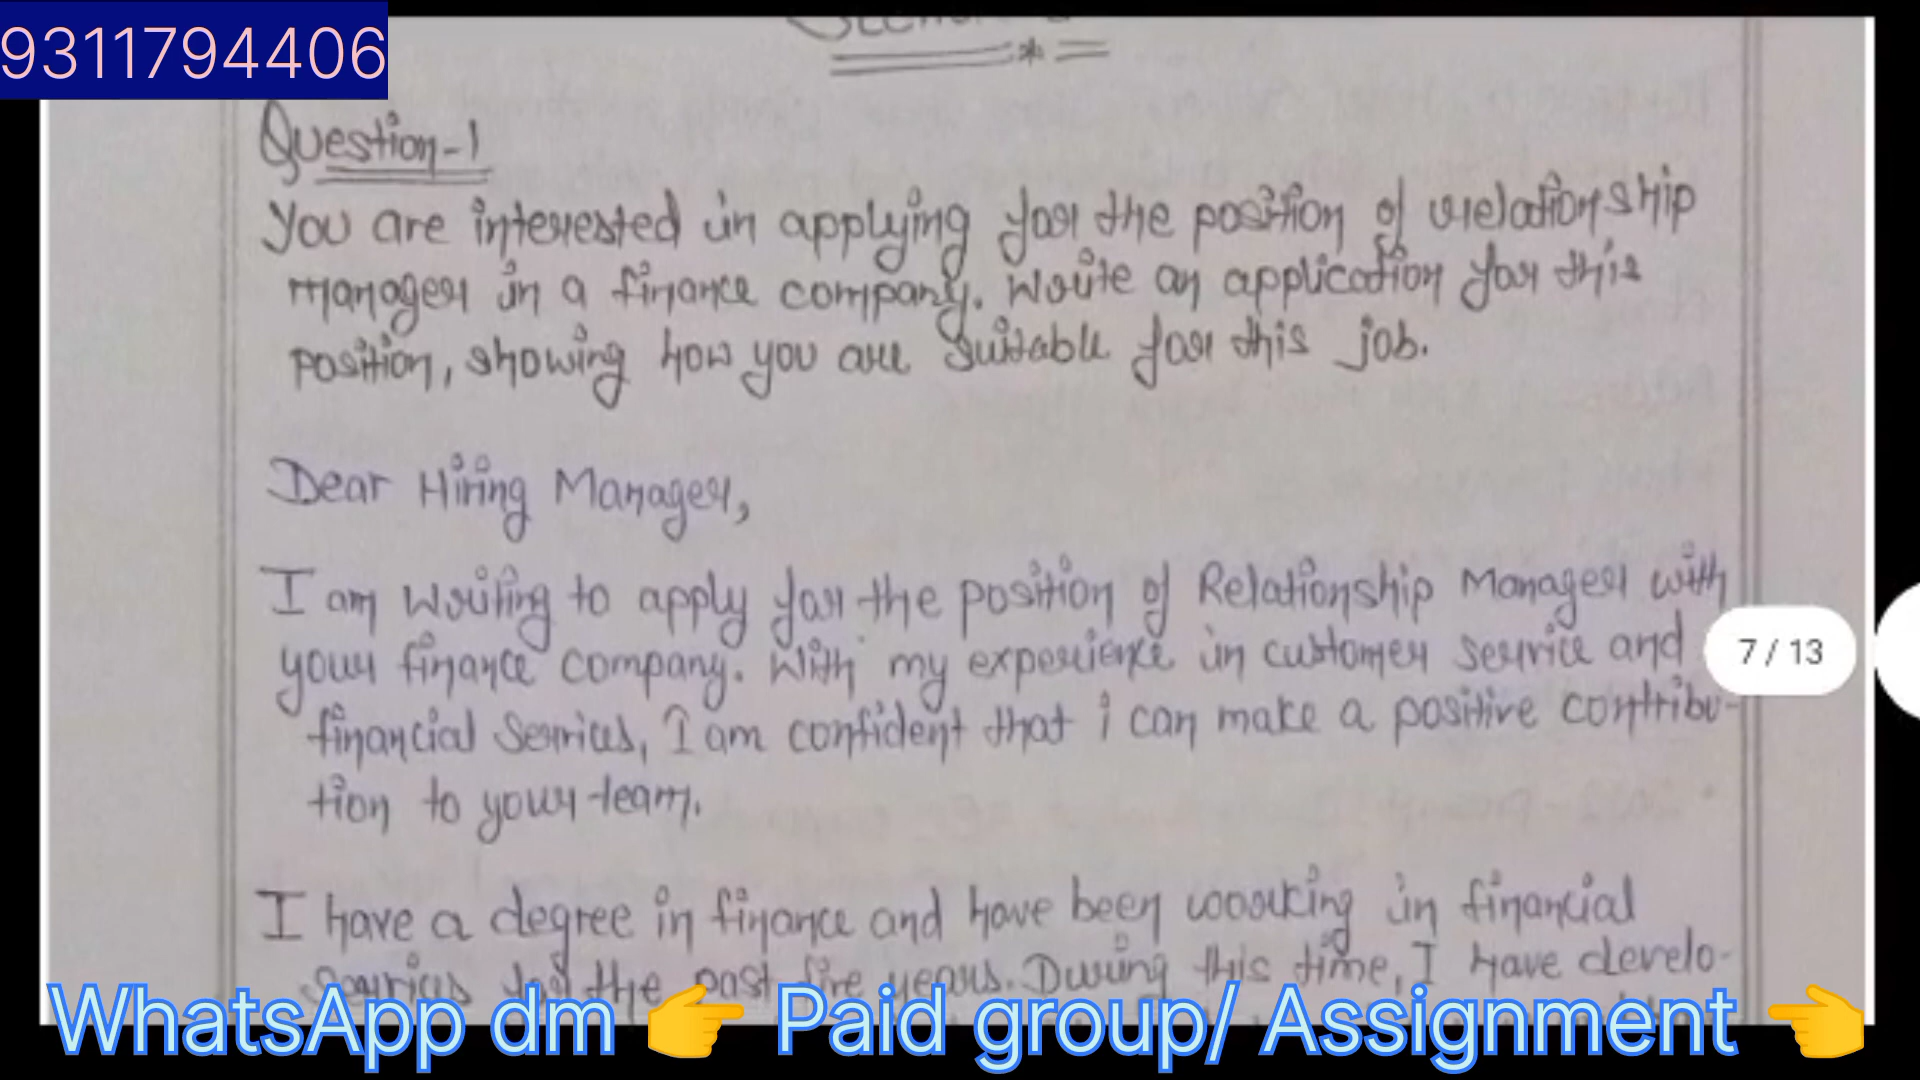 9311794406
Question-1
You are interested in applying for the position of relationship
manager in a finance company. Write an application for this
position, showing how you are suitable for this job.
Dear Hiring Manager,
I am writing to apply for the position of Relationship Manager with
your finance company. With my experience in customer service and
7 / 13
financial services, I am confident that i can make a positive contribu-
tion to your team.
I have a degree in finance and have been working in financial
services for the past five years. During this time, I have develo-
WhatsApp dm 👉 Paid group/ Assignment 👈